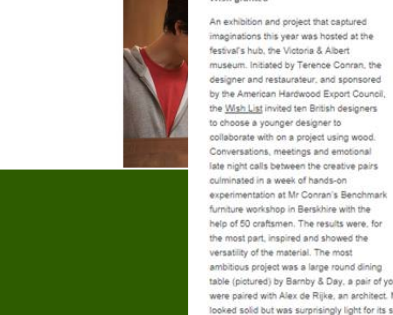 An exhibition and project that captured
imaginations this year was hosted at the
festival's hub, the Victoria & Albert
museum. Initiated by Terence Conran, the
designer and restaurateur, and sponsored
by the American Hardwood Export Council,
the Wish List invited ten British designers
to choose a younger designer to
collaborate with on a project using wood.
Conversations, meetings and emotional
late night calls between the creative pairs
culminated in a week of hands-on
experimentation at Mr Conran's Benchmark
furniture workshop in Berskhire with the
help of 50 craftsmen. The results were, for
the most part, inspired and showed the
versatility of the material. The most
ambitious project was a large round dining
table (pictured) by Barnby & Day, a pair of yo
were paired with Alex de Rijke, an architect.
looked solid but was surprisingly light for its s